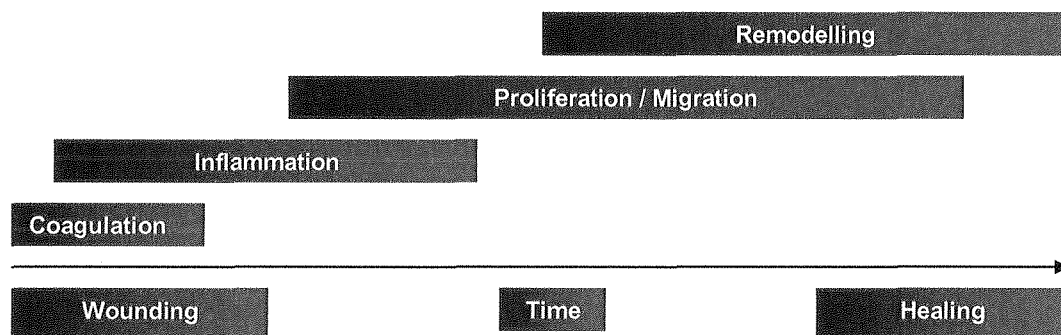 Remodelling
Proliferation / Migration
Inflammation
Coagulation
Wounding Time Healing